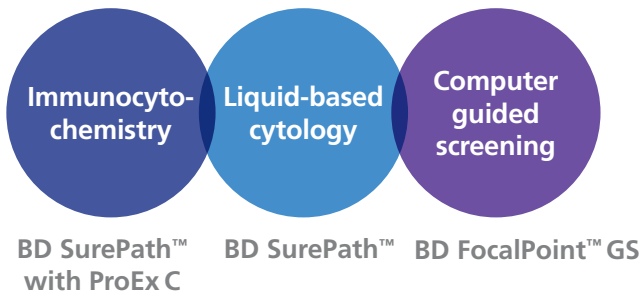 Immunocyto-
chemistry
Liquid-based
cytology
Computer
guided
screening
BD SurePath™
with ProEx C
BD SurePath™
BD FocalPoint™ GS